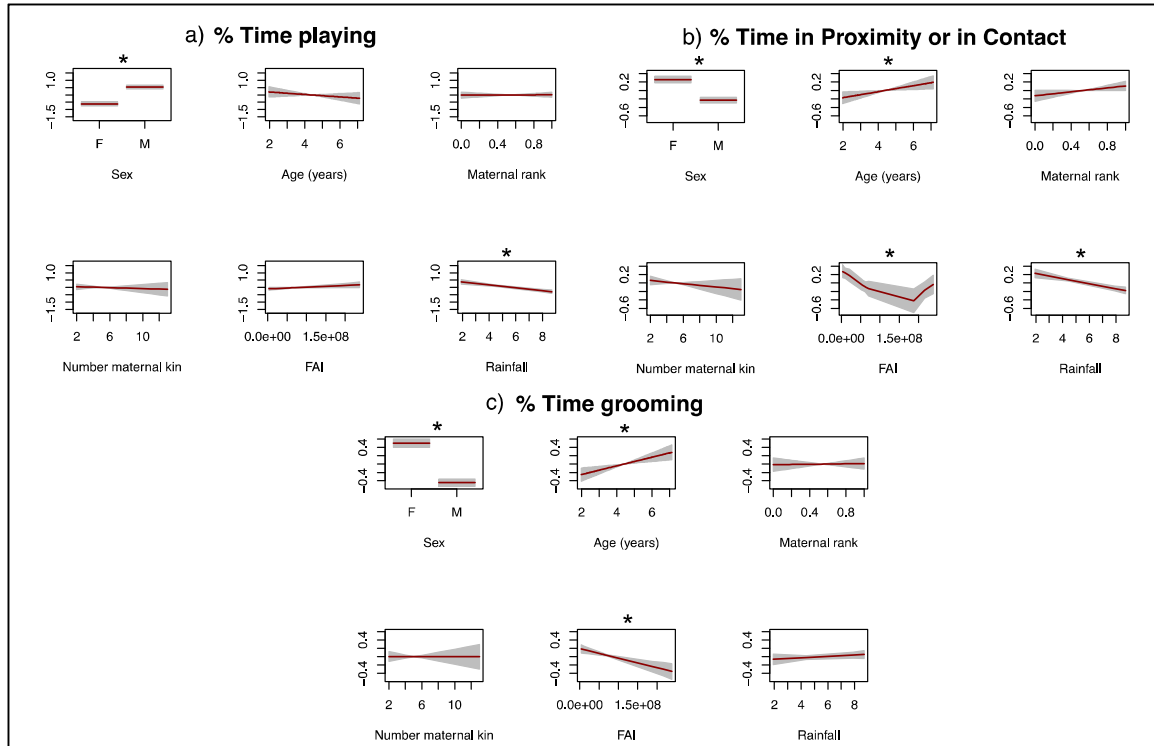 a) % Time playing
b) % Time in Proximity or in Contact
* * *
−1.5 1.0 −1.5 1.0 −1.5 1.0 −0.6 0.2 −0.6 0.2 −0.6 0.2
F M 2 4 6 0.0 0.4 0.8 F M 2 4 6 0.0 0.4 0.8
Sex Age (years) Maternal rank Sex Age (years) Maternal rank
* * *
−1.5 1.0 −1.5 1.0 −1.5 1.0 −0.6 0.2 −0.6 0.2 −0.6 0.2
2 6 10 0.0e+00 1.5e+08 2 4 6 8 2 6 10 0.0e+00 1.5e+08 2 4 6 8
Number maternal kin FAI Rainfall Number maternal kin FAI Rainfall
c) % Time grooming
* *
−0.4 0.4 −0.4 0.4 −0.4 0.4
F M 2 4 6 0.0 0.4 0.8
Sex Age (years) Maternal rank
*
−0.4 0.4 −0.4 0.4 −0.4 0.4
2 6 10 0.0e+00 1.5e+08 2 4 6 8
Number maternal kin FAI Rainfall